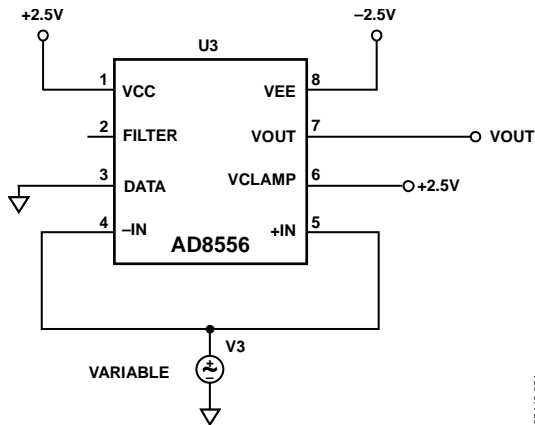 +2.5V
–2.5V
U3
1
VCC
VEE
8
2
FILTER
VOUT
7
VOUT
3
DATA
VCLAMP
6
+2.5V
4
–IN
+IN
5
AD8556
V3
VARIABLE
+
–